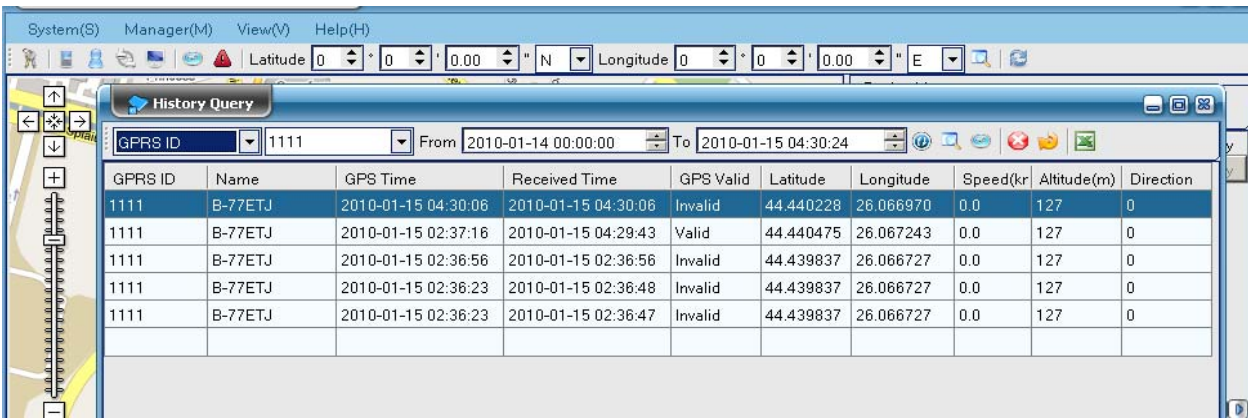 System(S) Manager(M) View(V) Help(H)
Latitude 0 ° 0 ' 0.00 " N Longitude 0 ° 0 ' 0.00 " E
History Query
GPRS ID 1111 From 2010-01-14 00:00:00 To 2010-01-15 04:30:24
GPRS ID Name GPS Time Received Time GPS Valid Latitude Longitude Speed(kr Altitude(m) Direction
1111 B-77ETJ 2010-01-15 04:30:06 2010-01-15 04:30:06 Invalid 44.440228 26.066970 0.0 127 0
1111 B-77ETJ 2010-01-15 02:37:16 2010-01-15 04:29:43 Valid 44.440475 26.067243 0.0 127 0
1111 B-77ETJ 2010-01-15 02:36:56 2010-01-15 02:36:56 Invalid 44.439837 26.066727 0.0 127 0
1111 B-77ETJ 2010-01-15 02:36:23 2010-01-15 02:36:48 Invalid 44.439837 26.066727 0.0 127 0
1111 B-77ETJ 2010-01-15 02:36:23 2010-01-15 02:36:47 Invalid 44.439837 26.066727 0.0 127 0